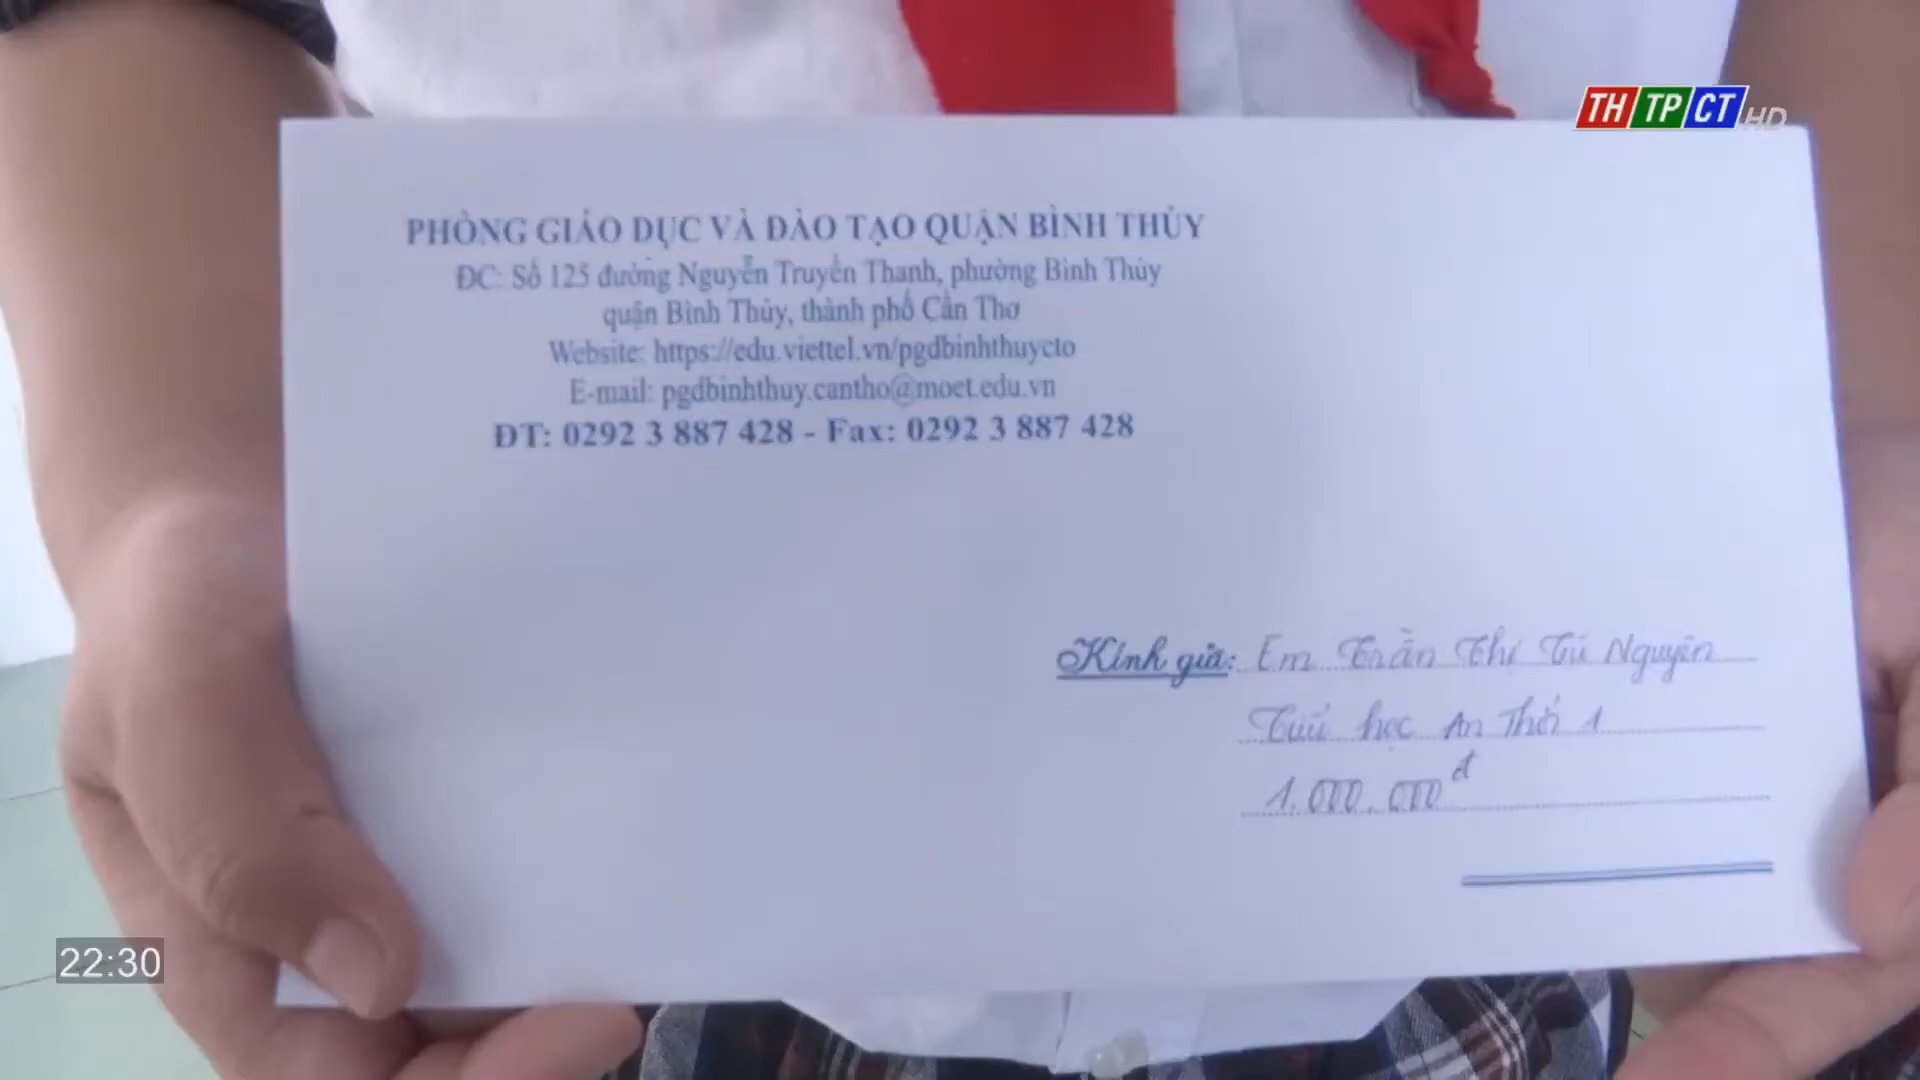 THTPCT HD
PHÒNG GIÁO DỤC VÀ ĐÀO TẠO QUẬN BÌNH THỦY
ĐC: Số 125 đường Nguyễn Truyền Thanh, phường Bình Thủy
quận Bình Thủy, thành phố Cần Thơ
Website: https://edu.viettel.vn/pgdbinhthuycto
E-mail: pgdbinhthuy.cantho@moet.edu.vn
ĐT: 0292 3 887 428 - Fax: 0292 3 887 428
Kính gửi: Em Trần Thị Tú Nguyên
Tiểu học An Thới 1
1.000.000đ
22:30